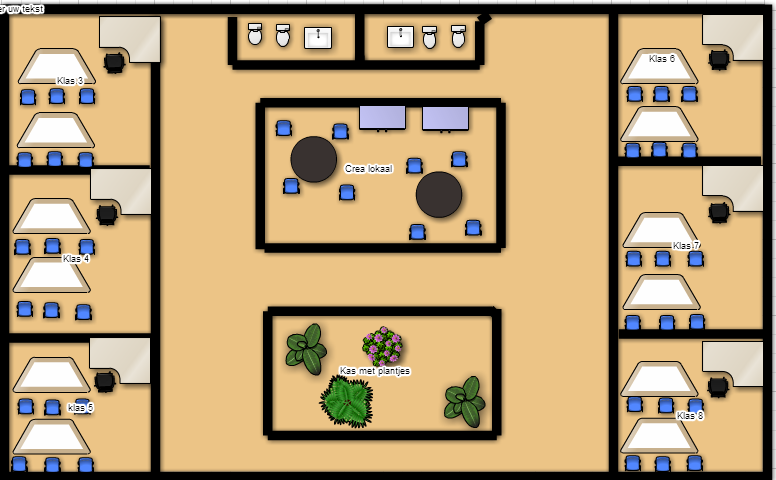 er uw tekst
Klas 3
Klas 6
Crea lokaal
Klas 4
Klas 7
Kas met plantjes
klas 5
Klas 8